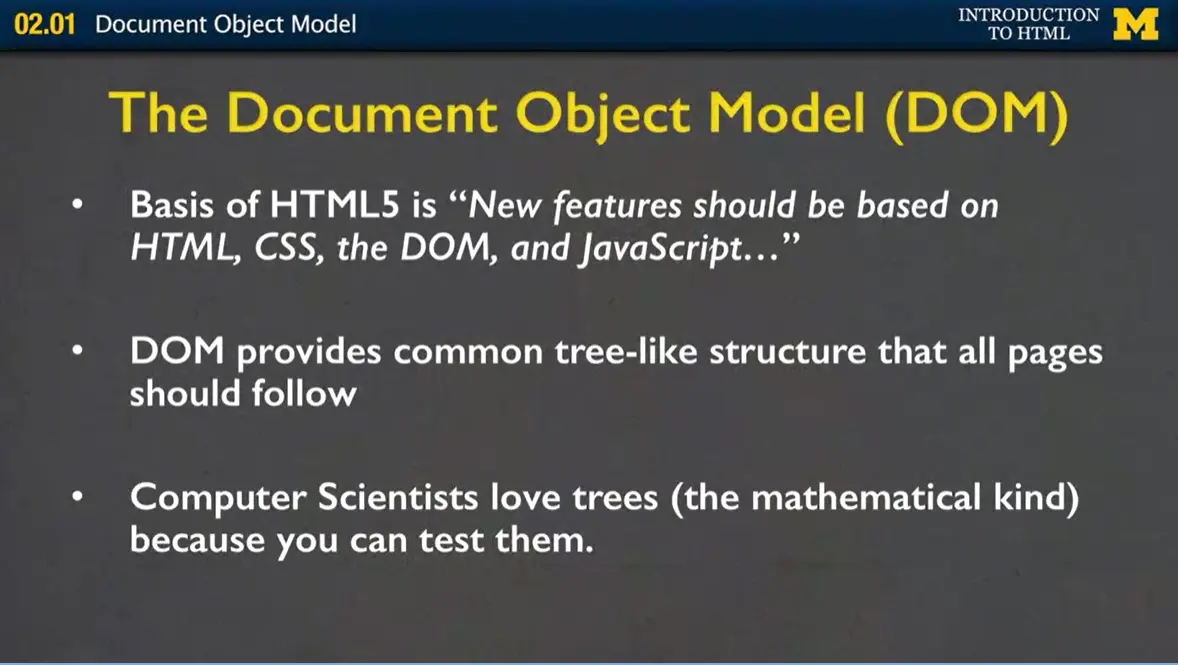 02.01 Document Object Model
INTRODUCTION
TO HTML
M
The Document Object Model (DOM)
• Basis of HTML5 is “New features should be based on
HTML, CSS, the DOM, and JavaScript…”
• DOM provides common tree-like structure that all pages
should follow
• Computer Scientists love trees (the mathematical kind)
because you can test them.